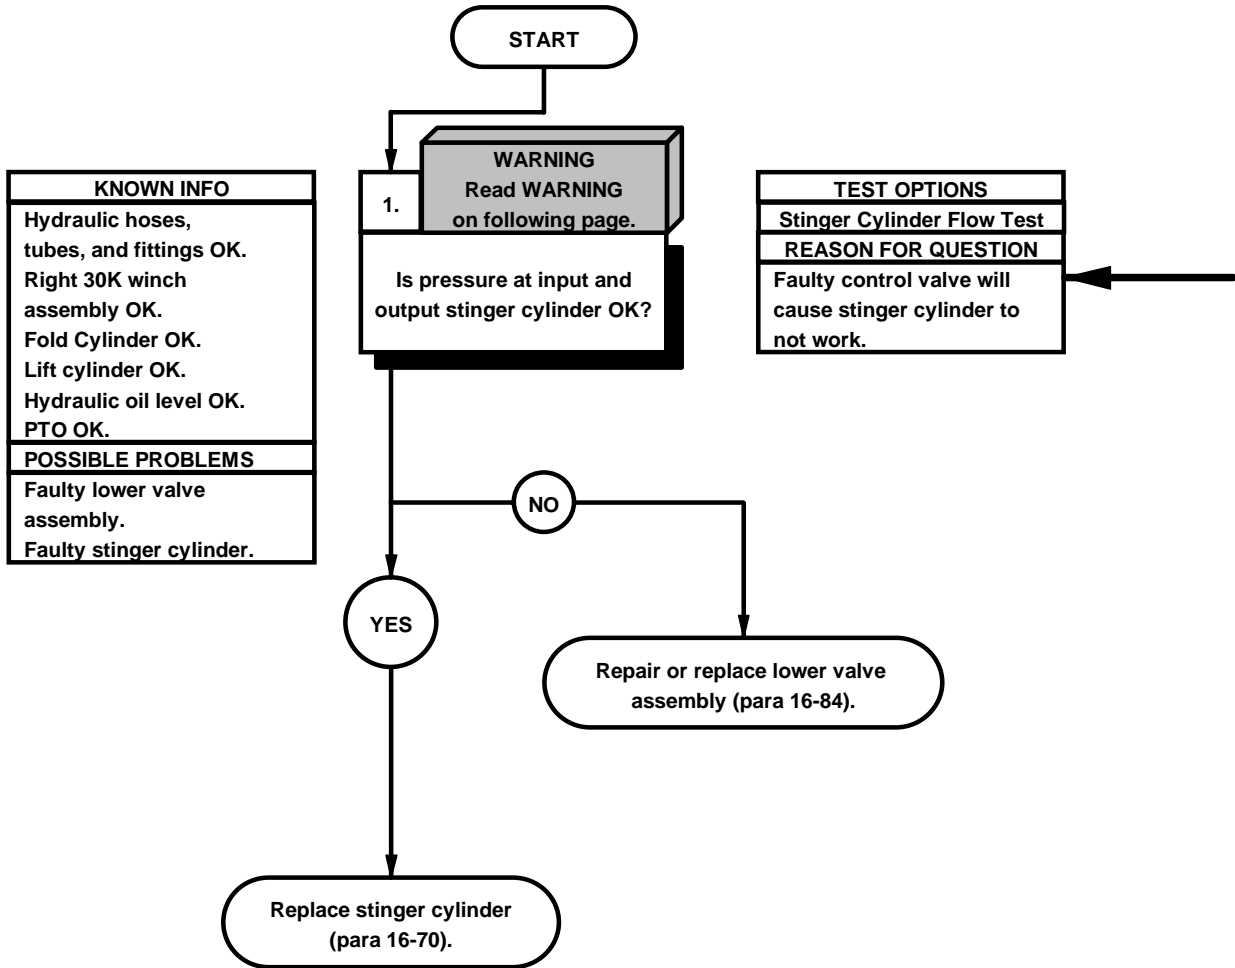 START
KNOWN INFO
Hydraulic hoses,
tubes, and fittings OK.
Right 30K winch
assembly OK.
Fold Cylinder OK.
Lift cylinder OK.
Hydraulic oil level OK.
PTO OK.
POSSIBLE PROBLEMS
Faulty lower valve
assembly.
Faulty stinger cylinder.
1.
WARNING
Read WARNING
on following page.
Is pressure at input and
output stinger cylinder OK?
TEST OPTIONS
Stinger Cylinder Flow Test
REASON FOR QUESTION
Faulty control valve will
cause stinger cylinder to
not work.
NO
YES
Repair or replace lower valve
assembly (para 16-84).
Replace stinger cylinder
(para 16-70).